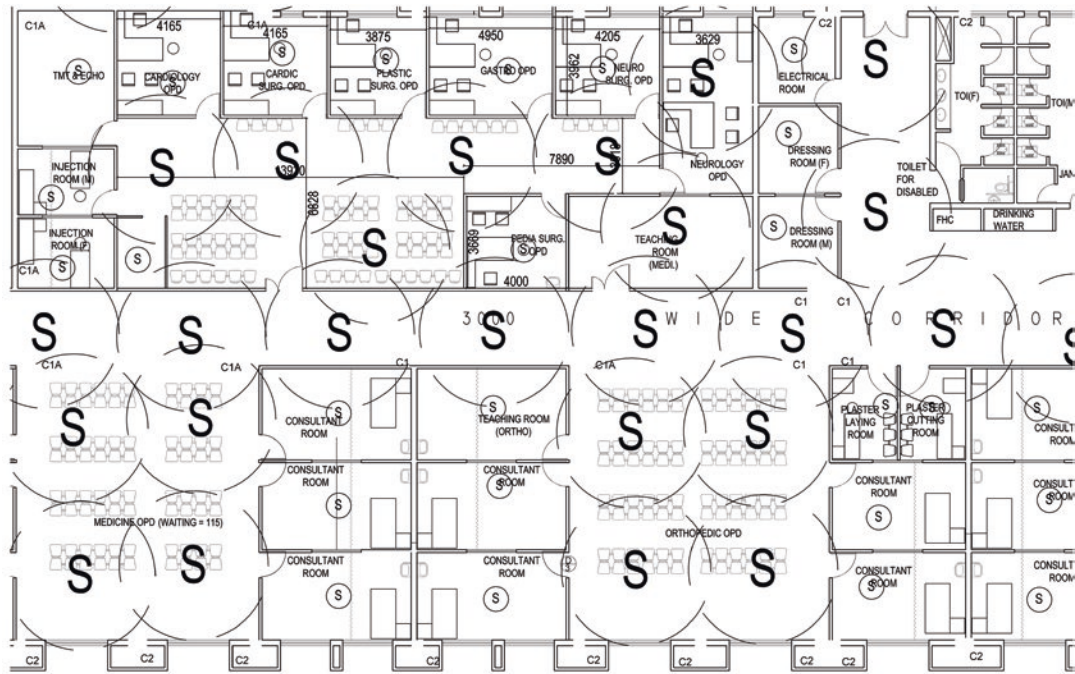 C1A
4165
C1A
4165
3875
4950
4205
3629
C2
C2
S
S
S
S
S
S
S
S
TMT & ECHO
CARDIOLOGY
OPD
CARDIC
SURG. OPD
PLASTIC
SURG. OPD
GASTRO OPD
3962
NEURO
SURG. OPD
ELECTRICAL
ROOM
TOI(F)
S
S
S
S
7890
NEUROLOGY
OPD
S
DRESSING
ROOM (F)
TOILET
FOR
DISABLED
INJECTION
ROOM (M)
S
6828
S
S
S
DRESSING
ROOM (M)
FHC
DRINKING
WATER
INJECTION
ROOM (F)
S
S
S
3689
PEDIA SURG.
OPD
S
TEACHING
ROOM
(MEDI.)
C1A
4000
C1
C1
S
S
S
S
S
S
S
S
3000 WIDE CORRIDOR
C1A
C1A
C1
C1A
C1
C1
S
S
CONSULTANT
ROOM
S
TEACHING ROOM
(ORTHO)
S
S
S
PLASTER
LAYING
ROOM
S
PLASTER
CUTTING
ROOM
S
S
CONSULTANT
ROOM
S
CONSULTANT
ROOM
S
CONSULTANT
ROOM
S
MEDICINE OPD (WAITING = 115)
ORTHOPEDIC OPD
S
S
CONSULTANT
ROOM
S
CONSULTANT
ROOM
S
S
S
CONSULTANT
ROOM
S
C2
C2
C2
C2
C2
C2
C2
C2
C2